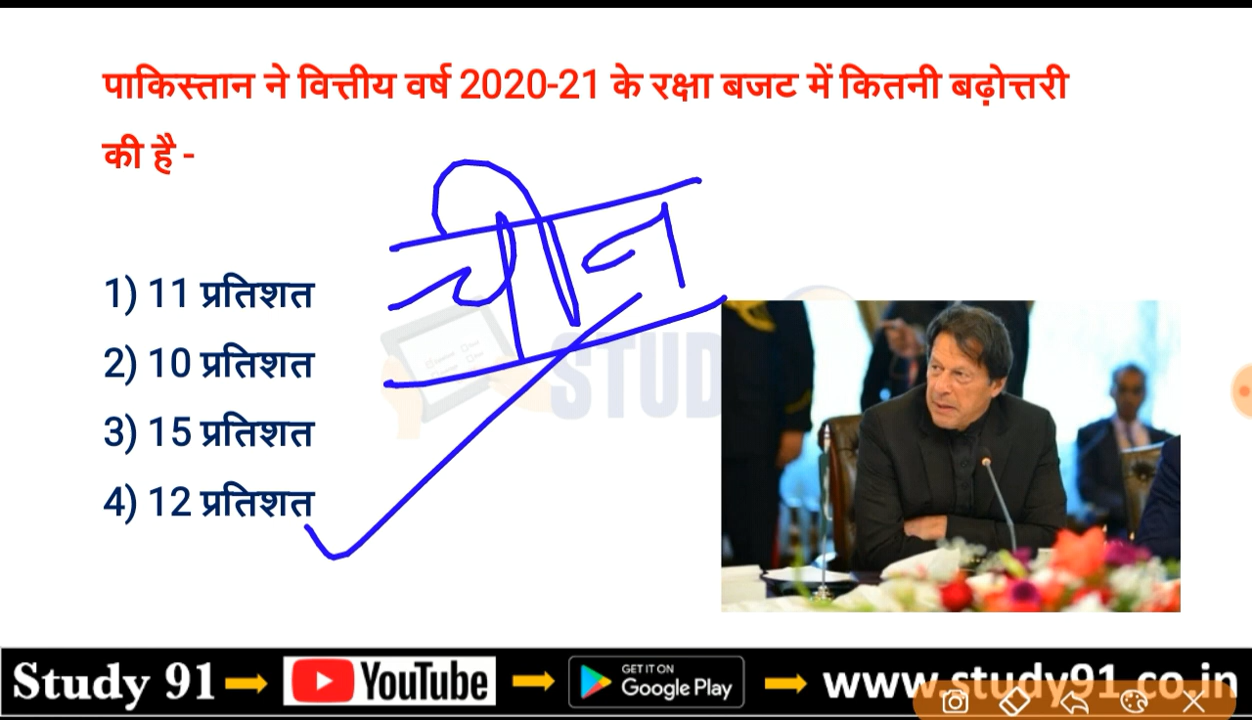 पाकिस्तान ने वित्तीय वर्ष 2020-21 के रक्षा बजट में कितनी बढ़ोत्तरी
की है -
चीन
1) 11 प्रतिशत
2) 10 प्रतिशत
3) 15 प्रतिशत
4) 12 प्रतिशत
STUD
Study 91 YouTube GET IT ON Google Play www.study91.co.in